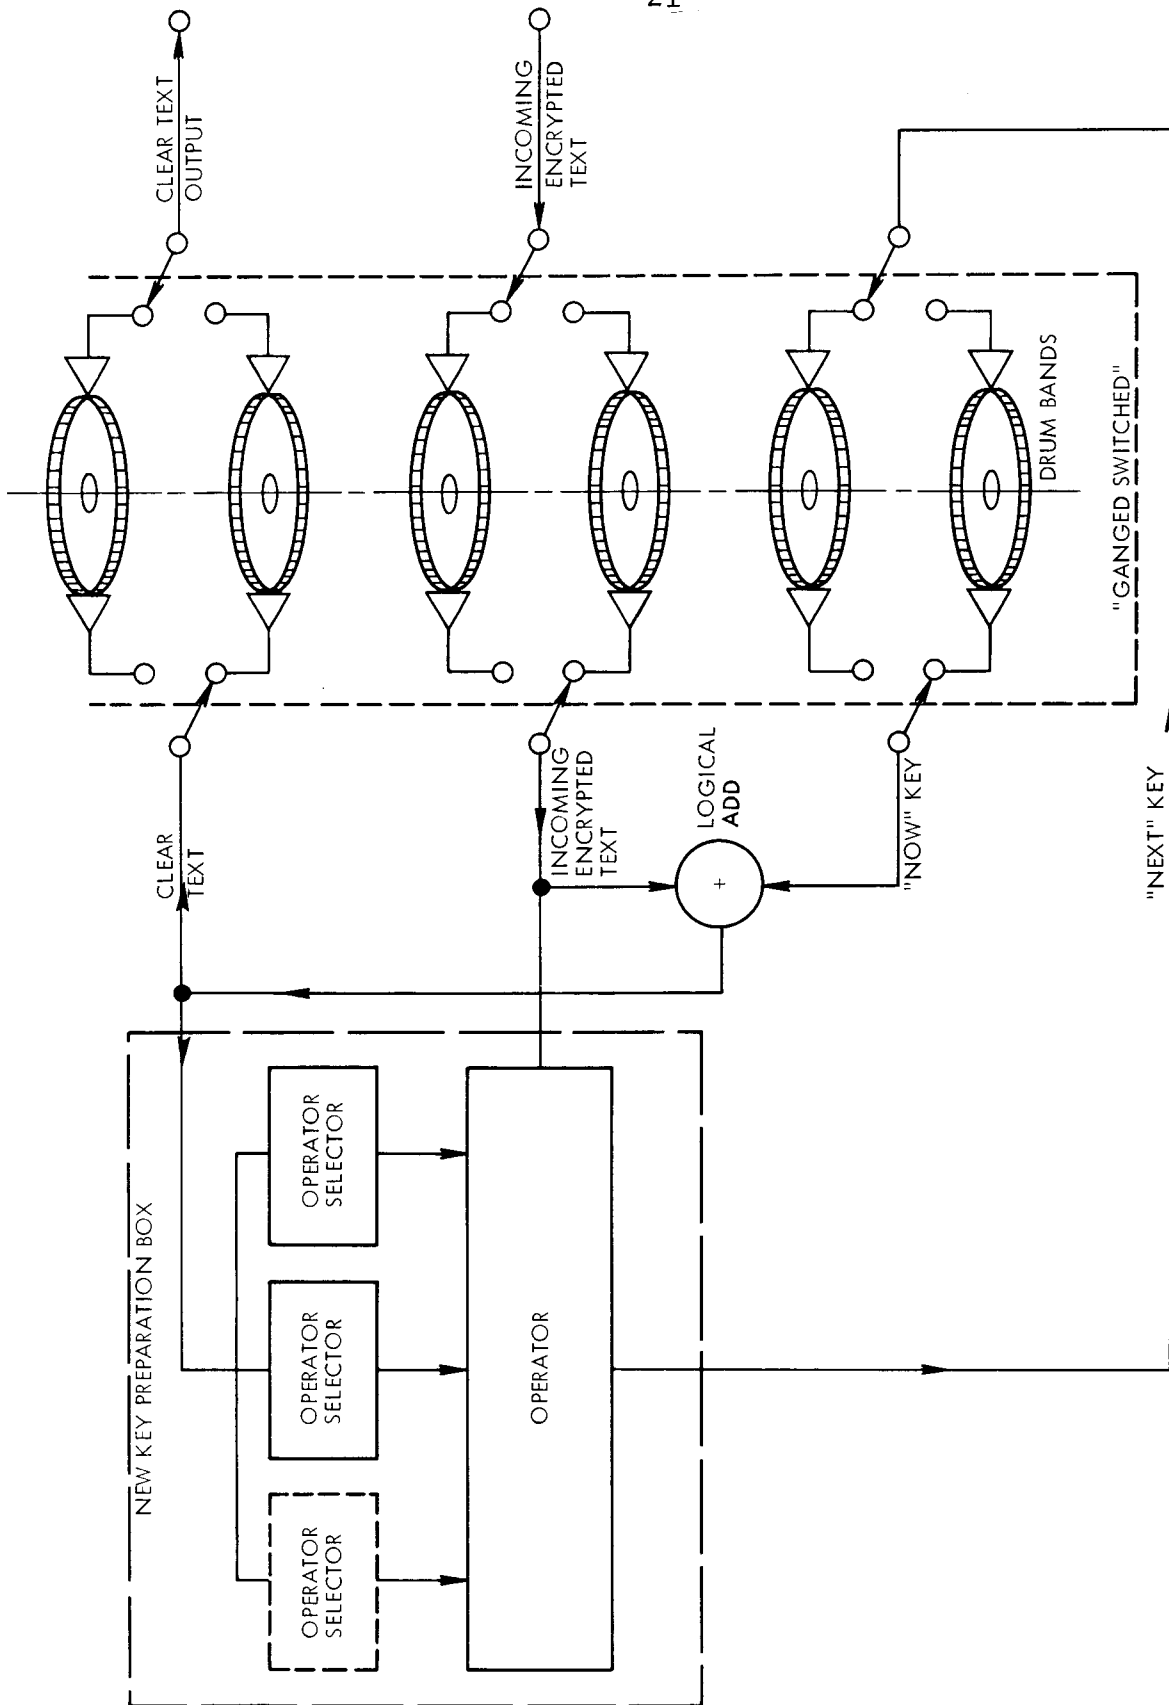 21
CLEAR TEXT
OUTPUT
INCOMING
ENCRYPTED
TEXT
DRUM BANDS
"GANGED SWITCHED"
CLEAR
TEXT
INCOMING
ENCRYPTED
TEXT
LOGICAL
ADD
+
"NOW" KEY
"NEXT" KEY
NEW KEY PREPARATION BOX
OPERATOR
SELECTOR
OPERATOR
SELECTOR
OPERATOR
SELECTOR
OPERATOR